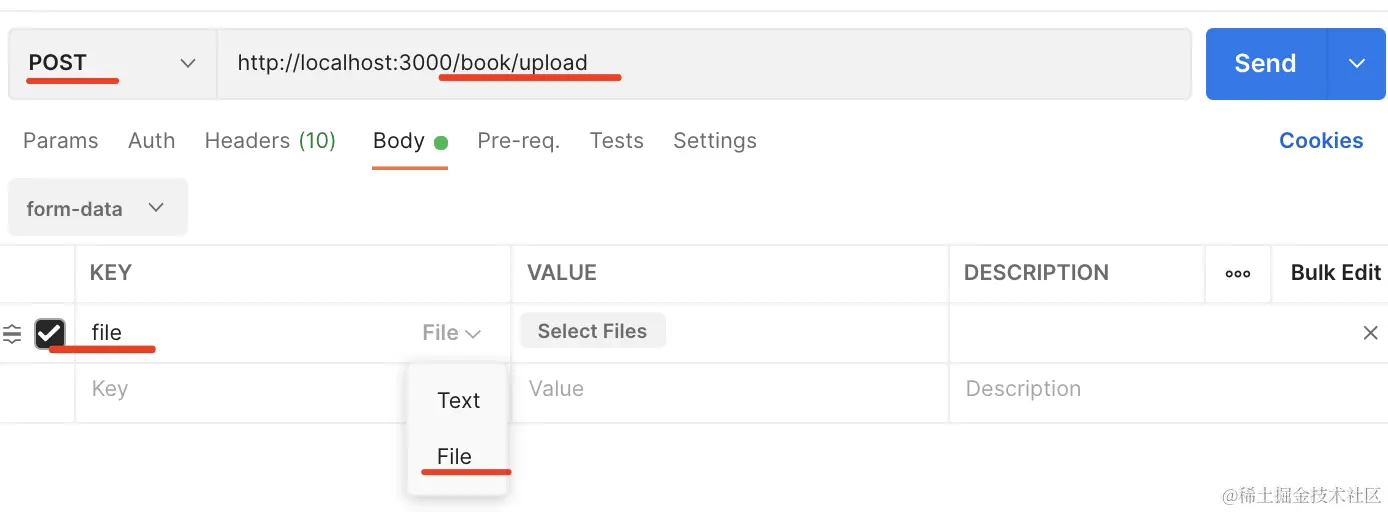 POST http://localhost:3000/book/upload Send
Params Auth Headers (10) Body Pre-req. Tests Settings Cookies
form-data
KEY VALUE DESCRIPTION ooo Bulk Edit
file File Select Files
Key Value Description
Text
File
@稀土掘金技术社区